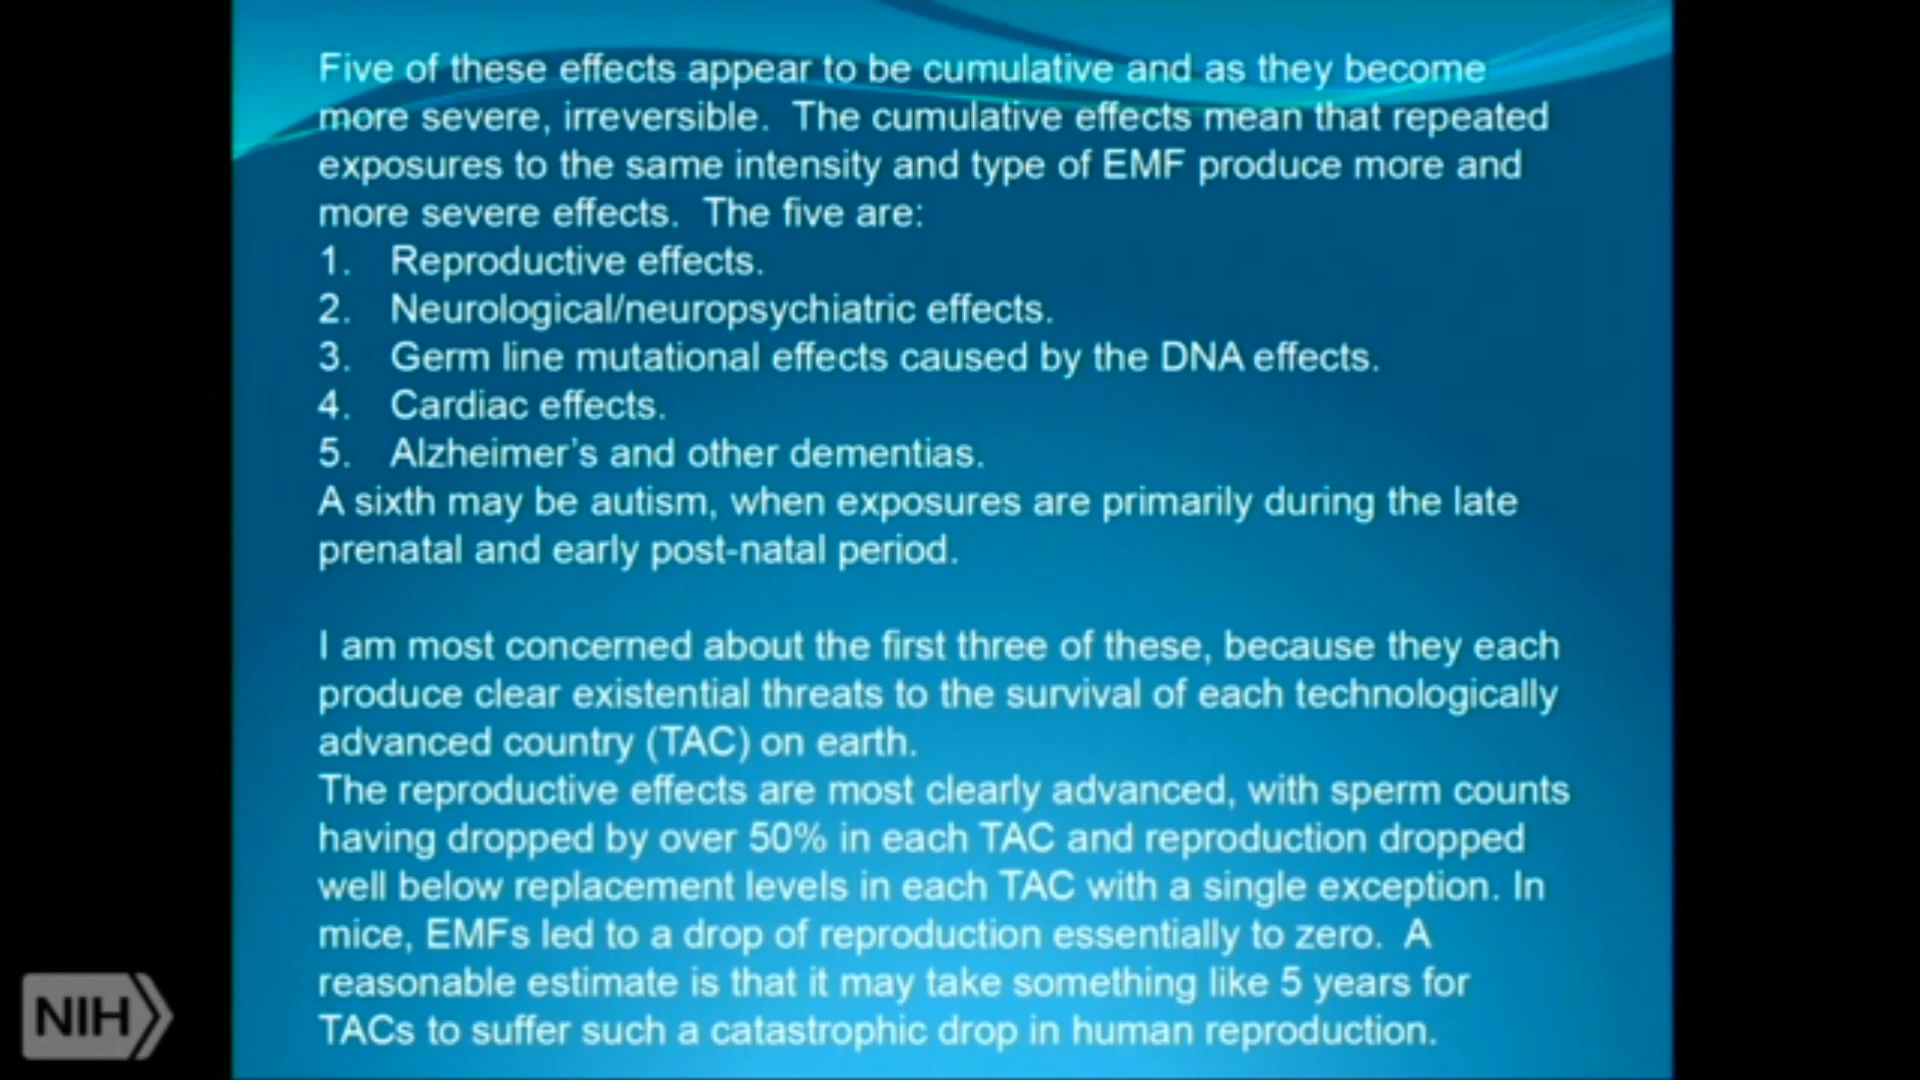 Five of these effects appear to be cumulative and as they become
more severe, irreversible. The cumulative effects mean that repeated
exposures to the same intensity and type of EMF produce more and
more severe effects. The five are:
1. Reproductive effects.
2. Neurological/neuropsychiatric effects.
3. Germ line mutational effects caused by the DNA effects.
4. Cardiac effects.
5. Alzheimer's and other dementias.
A sixth may be autism, when exposures are primarily during the late
prenatal and early post-natal period.
I am most concerned about the first three of these, because they each
produce clear existential threats to the survival of each technologically
advanced country (TAC) on earth.
The reproductive effects are most clearly advanced, with sperm counts
having dropped by over 50% in each TAC and reproduction dropped
well below replacement levels in each TAC with a single exception. In
mice, EMFs led to a drop of reproduction essentially to zero. A
reasonable estimate is that it may take something like 5 years for
TACs to suffer such a catastrophic drop in human reproduction.
NIH